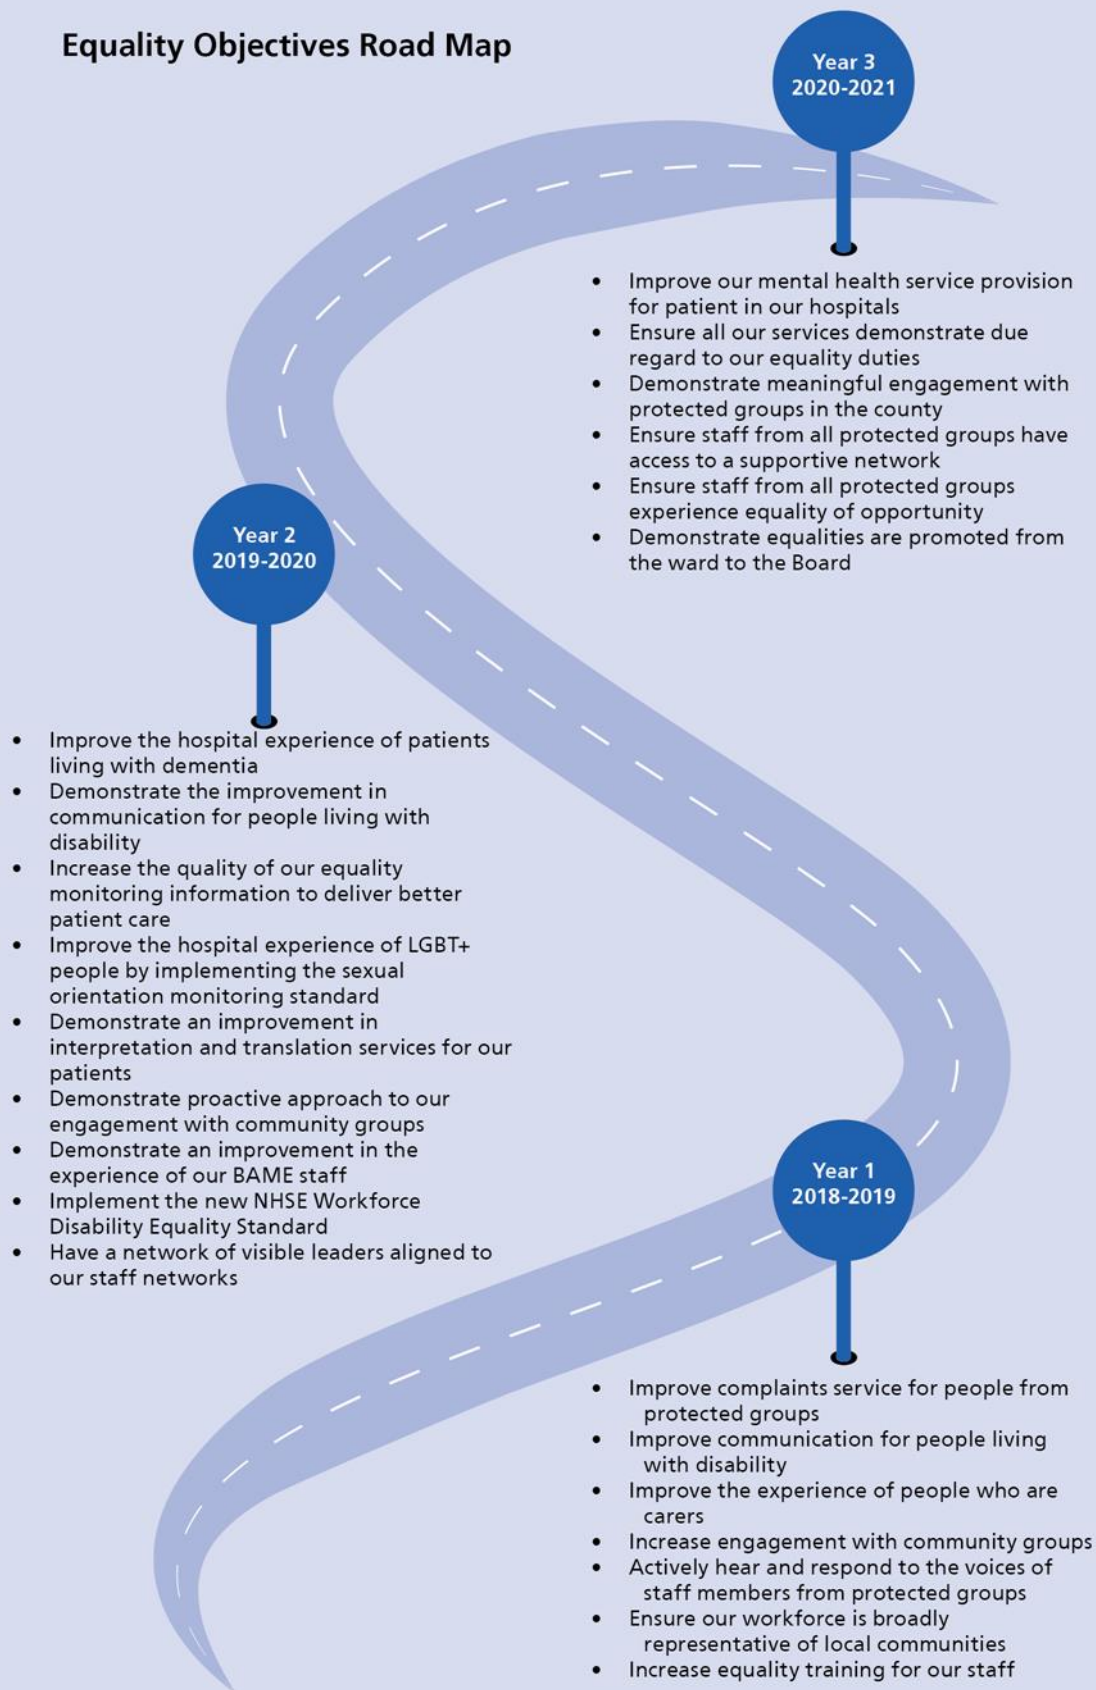 Equality Objectives Road Map
Year 3
2020-2021
• Improve our mental health service provision
for patient in our hospitals
• Ensure all our services demonstrate due
regard to our equality duties
• Demonstrate meaningful engagement with
protected groups in the county
• Ensure staff from all protected groups have
access to a supportive network
• Ensure staff from all protected groups
experience equality of opportunity
• Demonstrate equalities are promoted from
the ward to the Board
Year 2
2019-2020
• Improve the hospital experience of patients
living with dementia
• Demonstrate the improvement in
communication for people living with
disability
• Increase the quality of our equality
monitoring information to deliver better
patient care
• Improve the hospital experience of LGBT+
people by implementing the sexual
orientation monitoring standard
• Demonstrate an improvement in
interpretation and translation services for our
patients
• Demonstrate proactive approach to our
engagement with community groups
• Demonstrate an improvement in the
experience of our BAME staff
• Implement the new NHSE Workforce
Disability Equality Standard
• Have a network of visible leaders aligned to
our staff networks
Year 1
2018-2019
• Improve complaints service for people from
protected groups
• Improve communication for people living
with disability
• Improve the experience of people who are
carers
• Increase engagement with community groups
• Actively hear and respond to the voices of
staff members from protected groups
• Ensure our workforce is broadly
representative of local communities
• Increase equality training for our staff